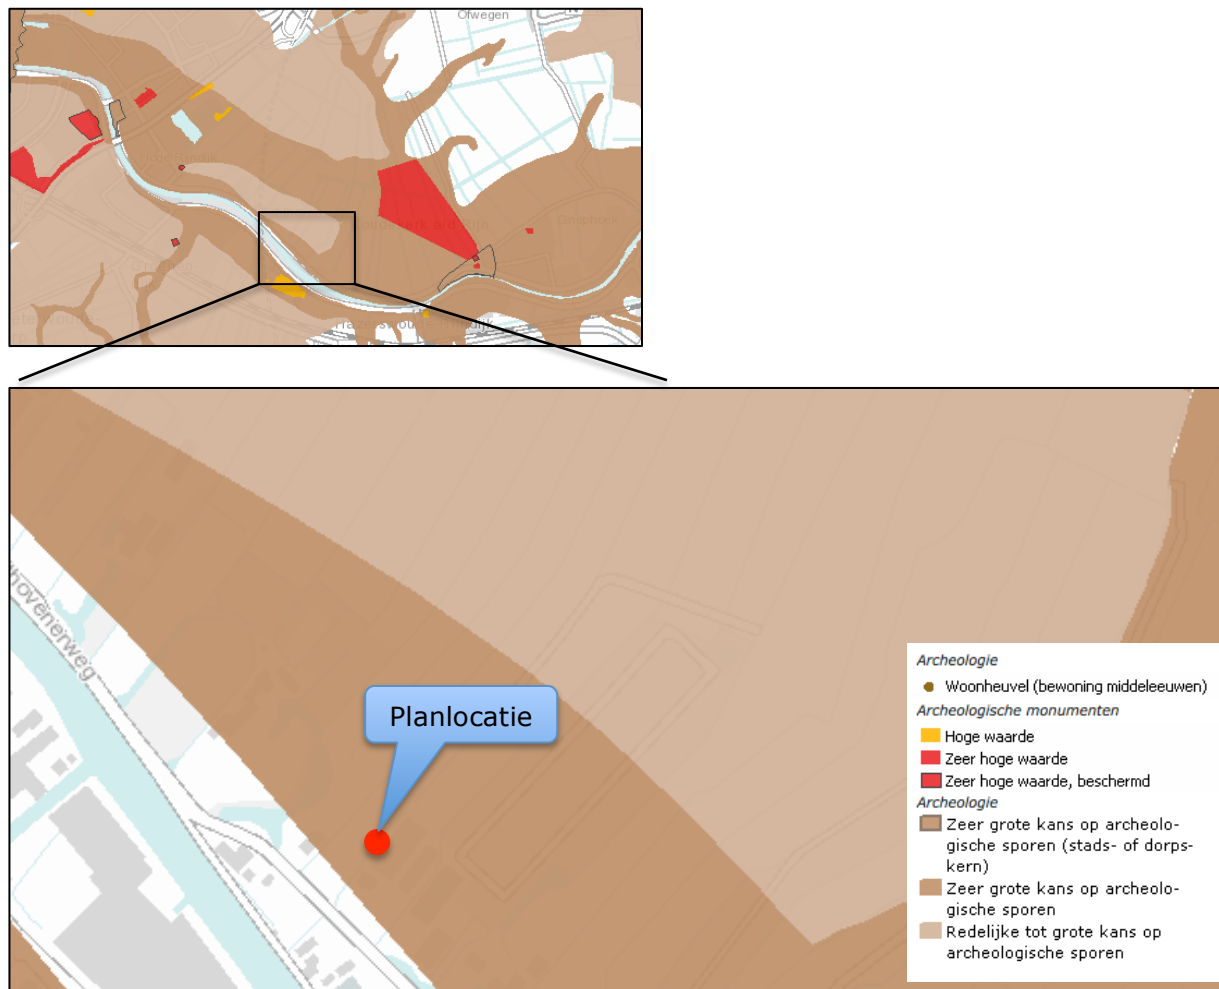 Ofwegen
Planlocatie
Archeologie
Woonheuvel (bewoning middeleeuwen)
Archeologische monumenten
Hoge waarde
Zeer hoge waarde
Zeer hoge waarde, beschermd
Archeologie
Zeer grote kans op archeolo-
gische sporen (stads- of dorps-
kern)
Zeer grote kans op archeolo-
gische sporen
Redelijke tot grote kans op
archeologische sporen